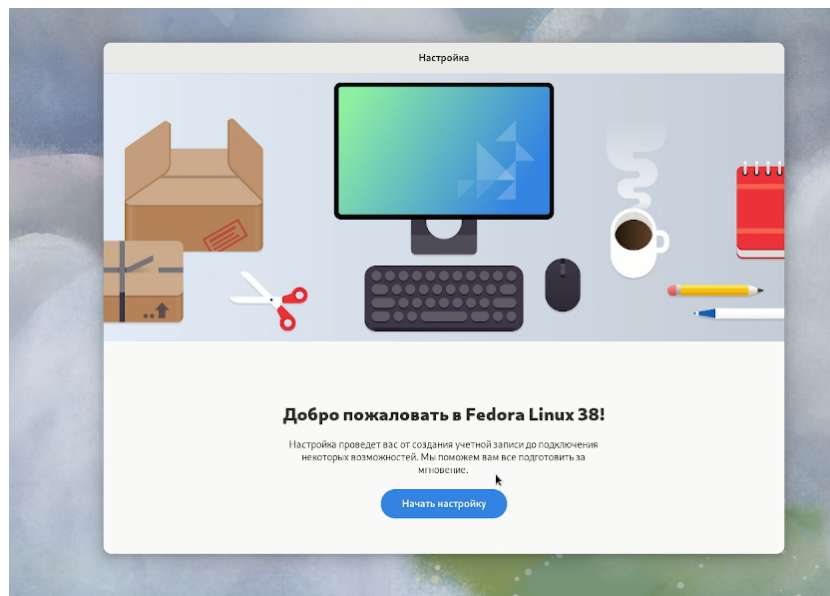 Настройка
Добро пожаловать в Fedora Linux 38!
Настройка проведет вас от создания учетной записи до подключения
некоторых возможностей. Мы поможем вам все подготовить за
мгновение.
Начать настройку